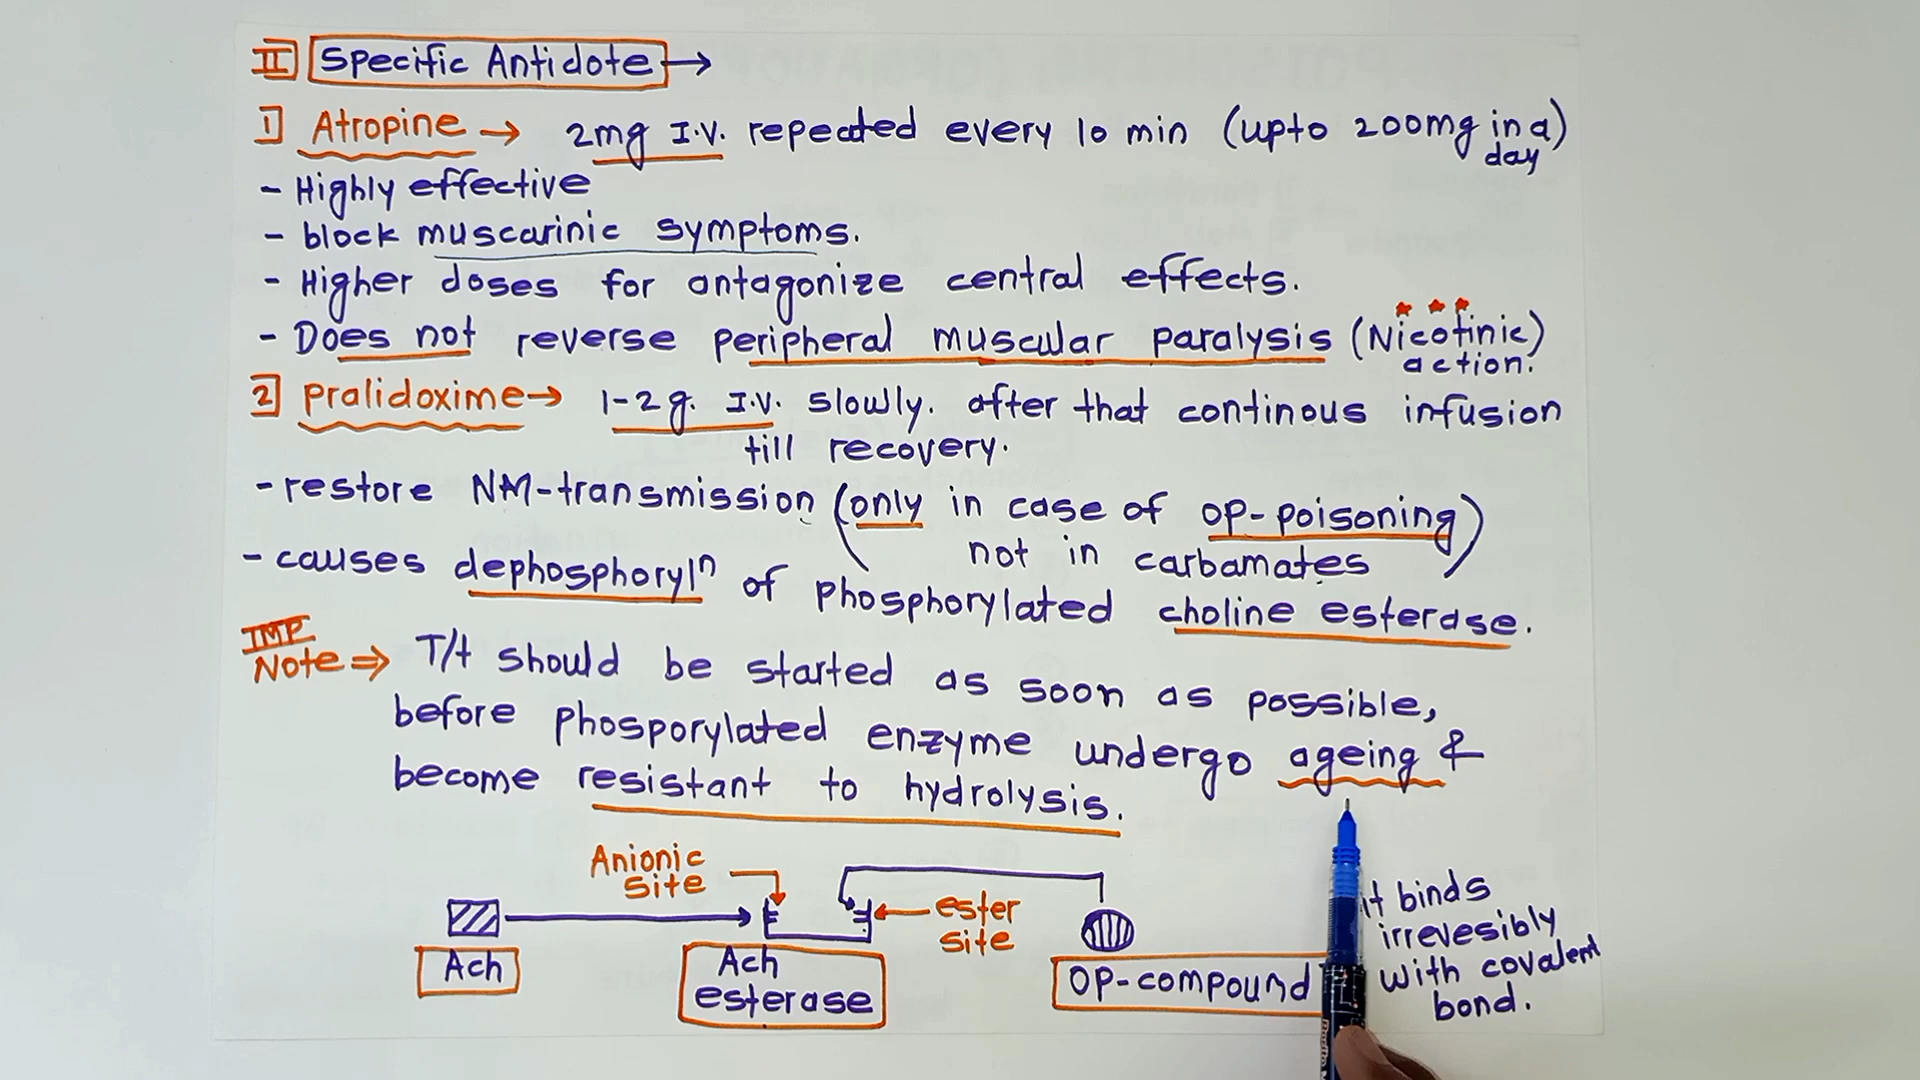 II Specific Antidote →
1] Atropine → 2mg I.V. repeated every 10 min (upto 200mg in a day)
- Highly effective
- block muscarinic symptoms.
- Higher doses for antagonize central effects.
- Does not reverse peripheral muscular paralysis (Nicotinic action.)
2] Pralidoxime → 1-2 g. I.V. slowly. after that continous infusion
till recovery.
- restore NM-transmission (only in case of OP-poisoning)
not in carbamates
- causes dephosphorylⁿ of phosphorylated choline esterase.
IMP
Note ⇒ T/t should be started as soon as possible,
before phosporylated enzyme undergo ageing &
become resistant to hydrolysis.
Anionic
site
ester
site
Ach
Ach
esterase
OP-compound
it binds
irrevesibly
with covalent
bond.